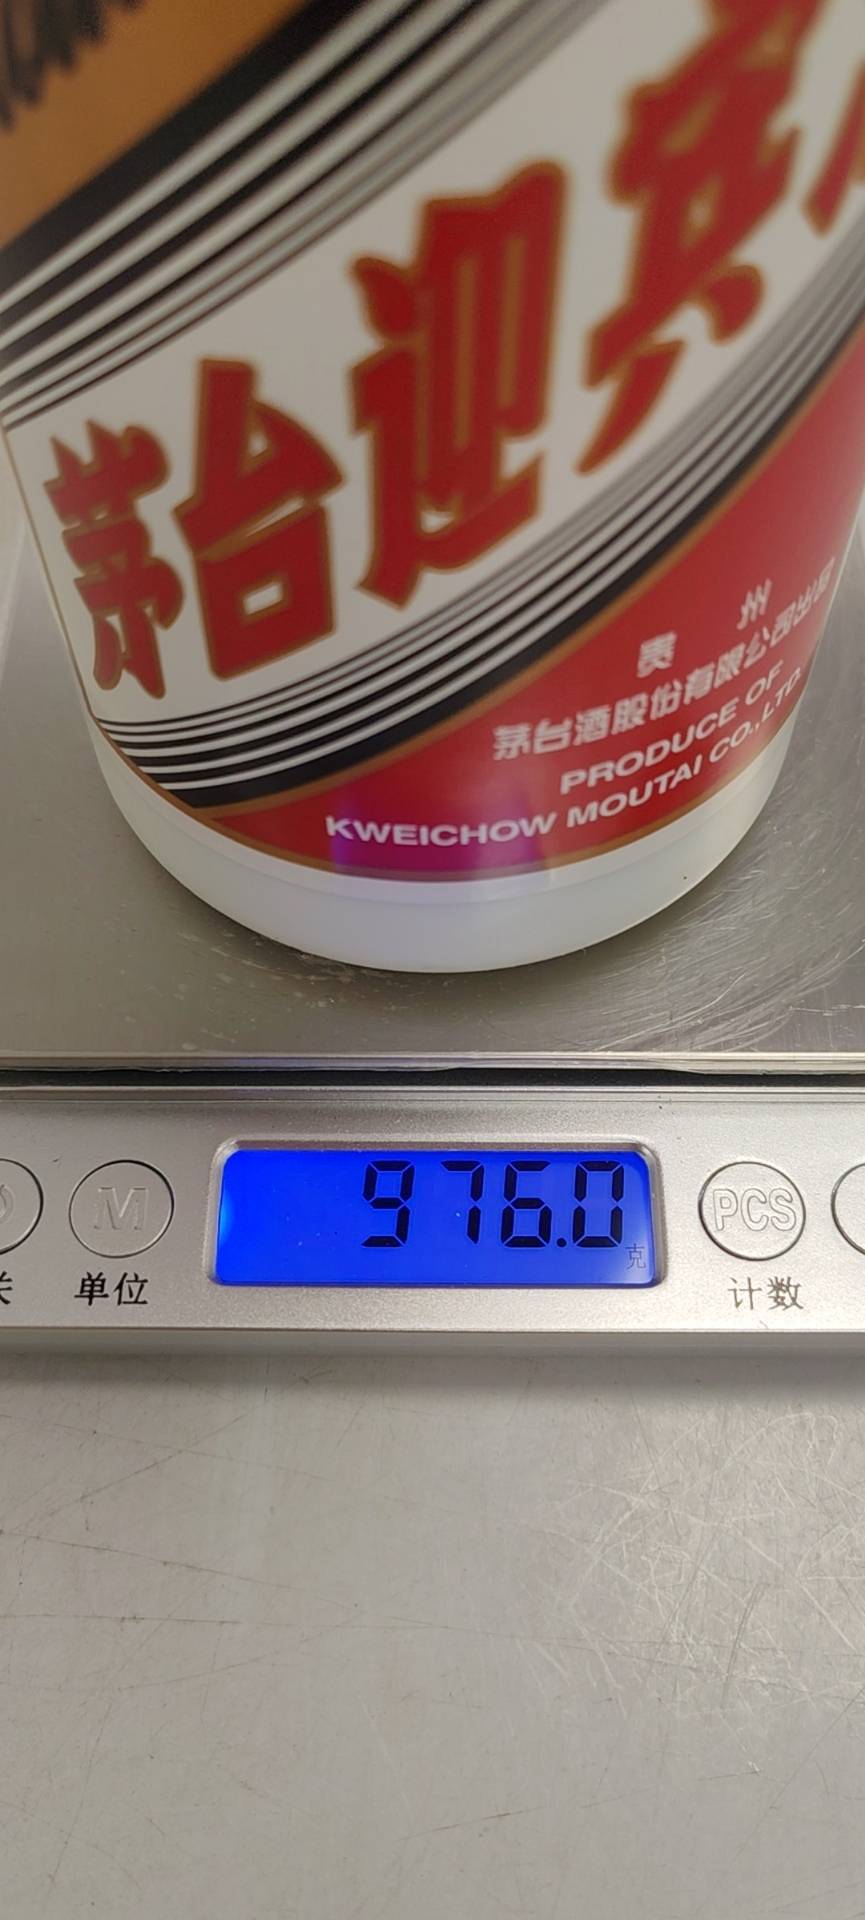 茅台迎宾
贵州
茅台酒股份有限公司出品
PRODUCE OF
KWEICHOW MOUTAI CO.,LTD.
976.0
克
M
PCS
单位
计数